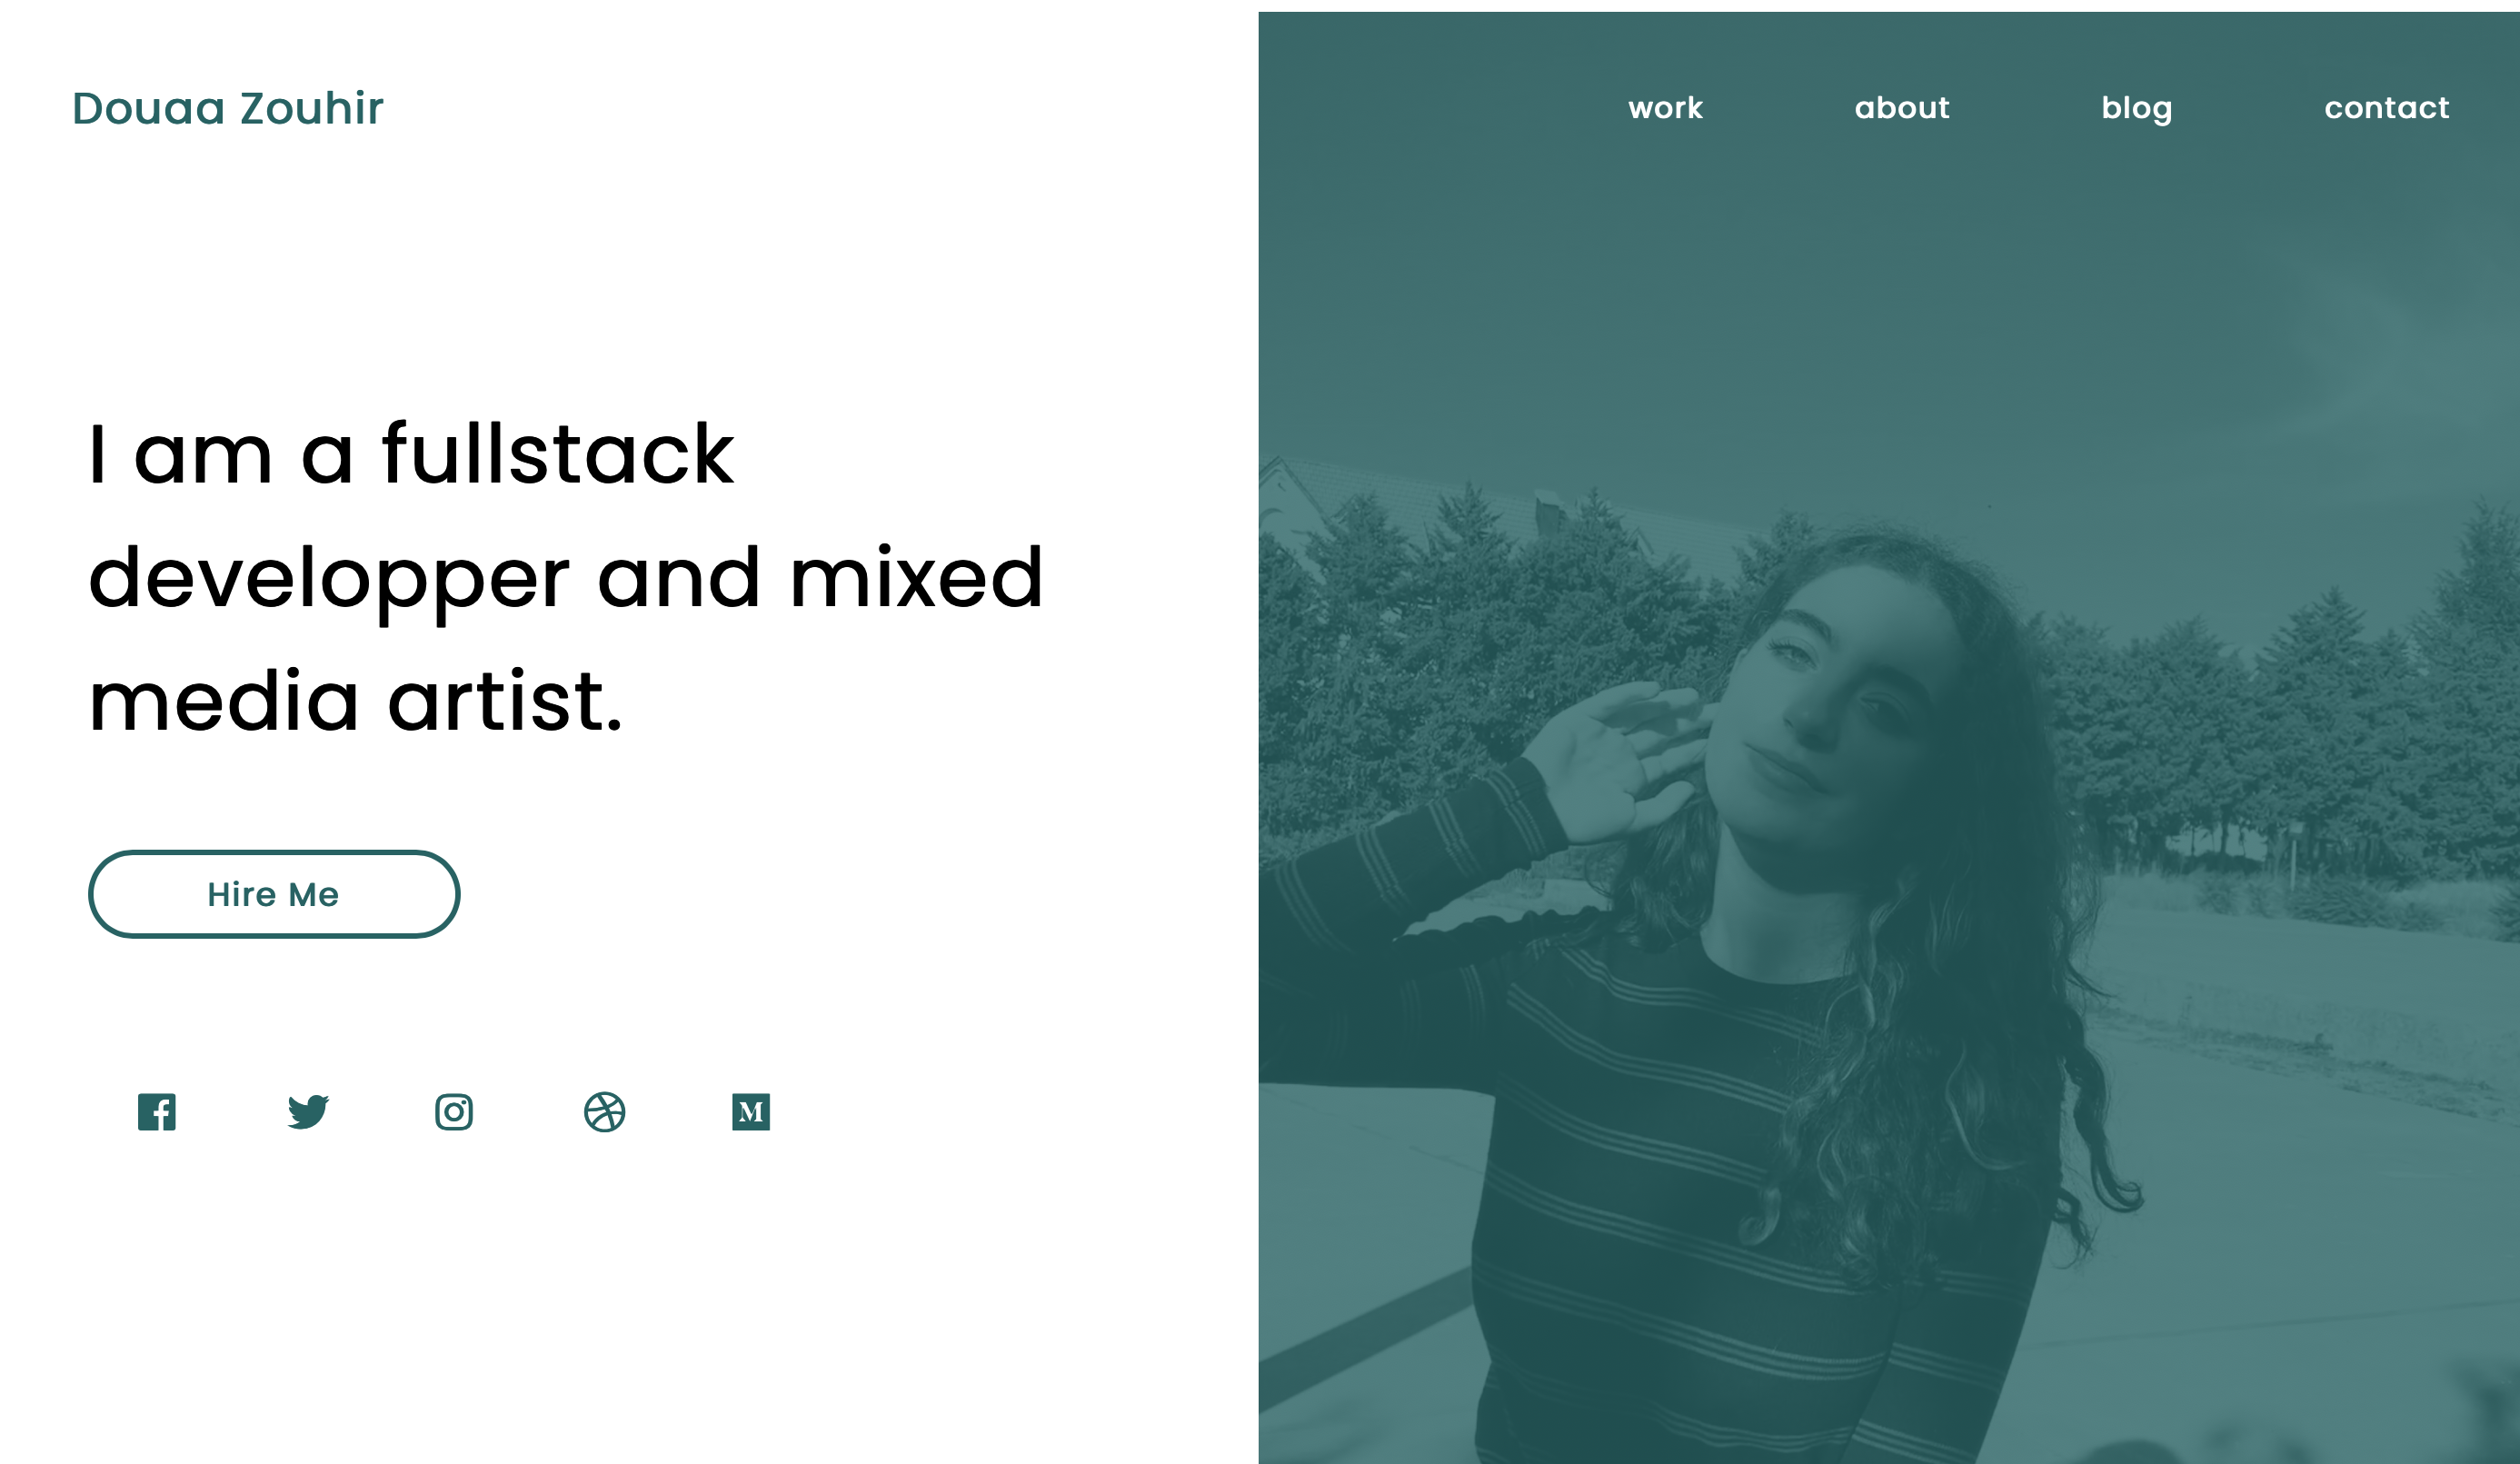 Douaa Zouhir
work about blog contact
I am a fullstack
developper and mixed
media artist.
Hire Me